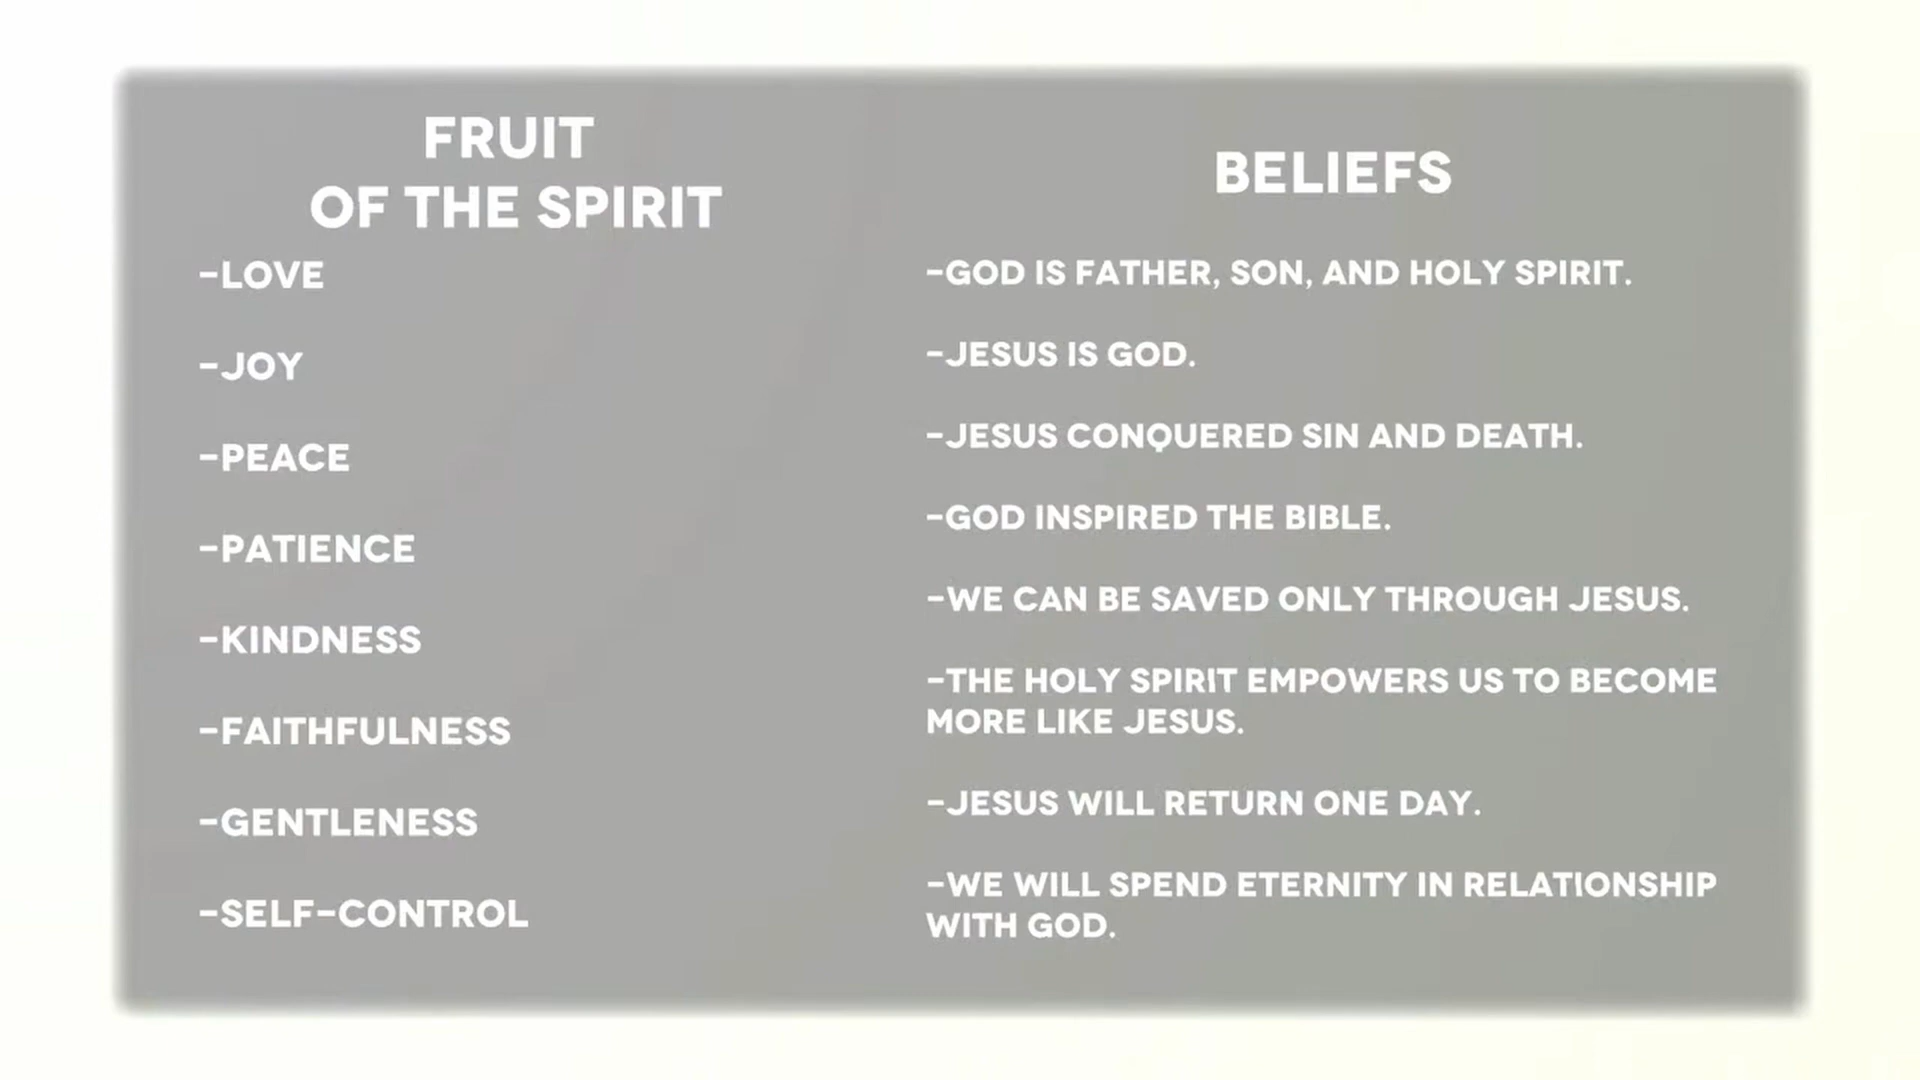 FRUIT
OF THE SPIRIT
-LOVE
-JOY
-PEACE
-PATIENCE
-KINDNESS
-FAITHFULNESS
-GENTLENESS
-SELF-CONTROL
BELIEFS
-GOD IS FATHER, SON, AND HOLY SPIRIT.
-JESUS IS GOD.
-JESUS CONQUERED SIN AND DEATH.
-GOD INSPIRED THE BIBLE.
-WE CAN BE SAVED ONLY THROUGH JESUS.
-THE HOLY SPIRIT EMPOWERS US TO BECOME
MORE LIKE JESUS.
-JESUS WILL RETURN ONE DAY.
-WE WILL SPEND ETERNITY IN RELATIONSHIP
WITH GOD.